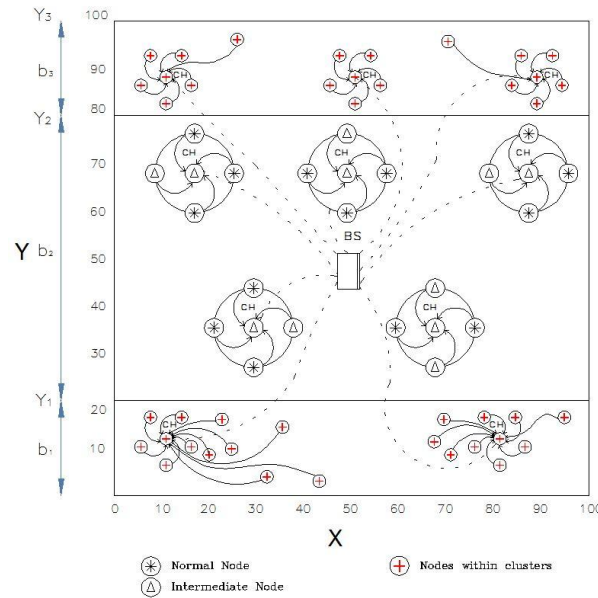 Y₃
100
b₃
90
CH
CH
CH
Y₂
80
70
CH
CH
CH
60
BS
Y
b₂
50
40
CH
CH
30
Y₁
20
CH
CH
b₁
10
0 10 20 30 40 50 60 70 80 90 100
X
Normal Node
Nodes within clusters
Intermediate Node